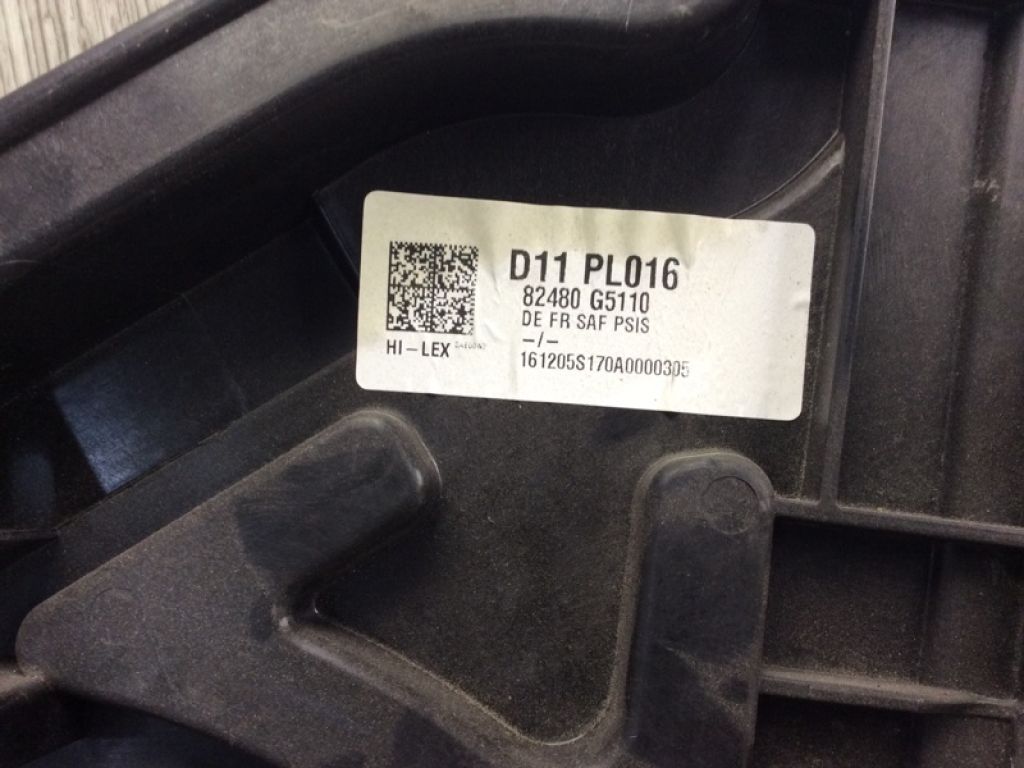 D11 PL016
82480 G5110
DE FR SAF PSIS
-/-
HI-LEX
161205S170A0000305